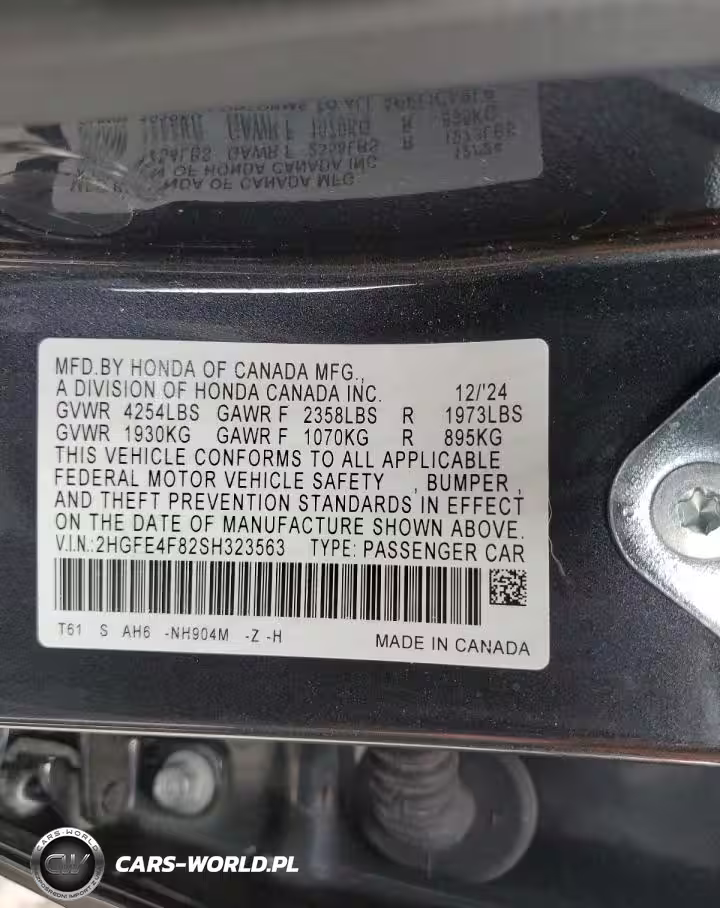 MFD.BY HONDA OF CANADA MFG.,
A DIVISION OF HONDA CANADA INC. 12/'24
GVWR 4254LBS GAWR F 2358LBS R 1973LBS
GVWR 1930KG GAWR F 1070KG R 895KG
THIS VEHICLE CONFORMS TO ALL APPLICABLE
FEDERAL MOTOR VEHICLE SAFETY , BUMPER ,
AND THEFT PREVENTION STANDARDS IN EFFECT
ON THE DATE OF MANUFACTURE SHOWN ABOVE.
V.I.N.:2HGFE4F82SH323563 TYPE: PASSENGER CAR
T61 S AH6 -NH904M -Z -H
MADE IN CANADA
CARS-WORLD
CW
CARS-WORLD.PL